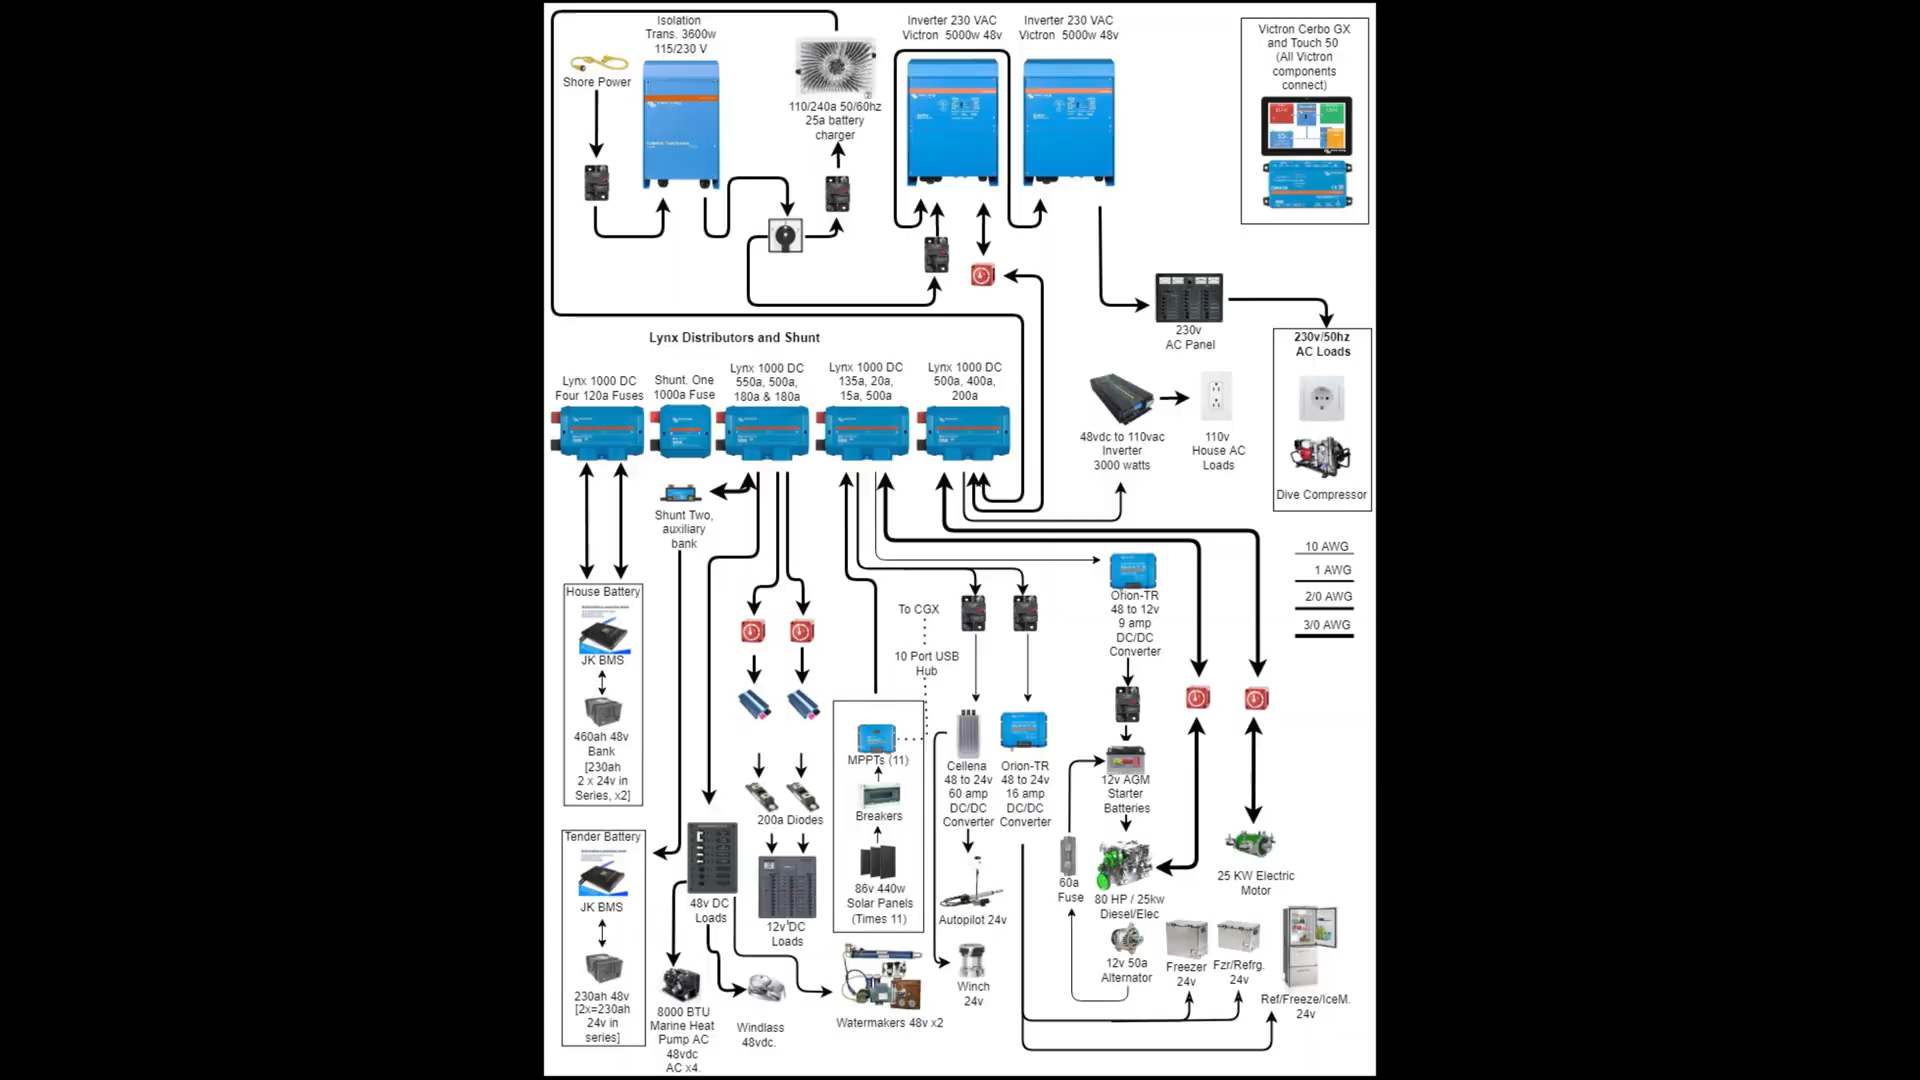 Isolation
Trans. 3600w
115/230 V
Shore Power
110/240a 50/60hz
25a battery
charger
Inverter 230 VAC
Victron 5000w 48v
Inverter 230 VAC
Victron 5000w 48v
Victron Cerbo GX
and Touch 50
(All Victron
components
connect)
230v
AC Panel
230v/50hz
AC Loads
Dive Compressor
Lynx Distributors and Shunt
Lynx 1000 DC
Four 120a Fuses
Shunt. One
1000a Fuse
Lynx 1000 DC
550a, 500a,
180a & 180a
Lynx 1000 DC
135a, 20a,
15a, 500a
Lynx 1000 DC
500a, 400a,
200a
48vdc to 110vac
Inverter
3000 watts
110v
House AC
Loads
Shunt Two,
auxiliary
bank
10 AWG
1 AWG
2/0 AWG
3/0 AWG
House Battery
JK BMS
460ah 48v
Bank
[230ah
2 x 24v in
Series, x2]
Tender Battery
JK BMS
230ah 48v
[2x=230ah
24v in
series]
To CGX
10 Port USB
Hub
MPPTs (11)
Breakers
86v 440w
Solar Panels
(Times 11)
200a Diodes
48v DC
Loads
12v DC
Loads
8000 BTU
Marine Heat
Pump AC
48vdc
AC x4.
Windlass
48vdc.
Watermakers 48v x2
Cellena
48 to 24v
60 amp
DC/DC
Converter
Orion-TR
48 to 24v
16 amp
DC/DC
Converter
Autopilot 24v
Winch
24v
Orion-TR
48 to 12v
9 amp
DC/DC
Converter
12v AGM
Starter
Batteries
60a
Fuse
80 HP / 25kw
Diesel/Elec
12v 50a
Alternator
25 KW Electric
Motor
Freezer
24v
Fzr/Refrg.
24v
Ref/Freeze/IceM.
24v